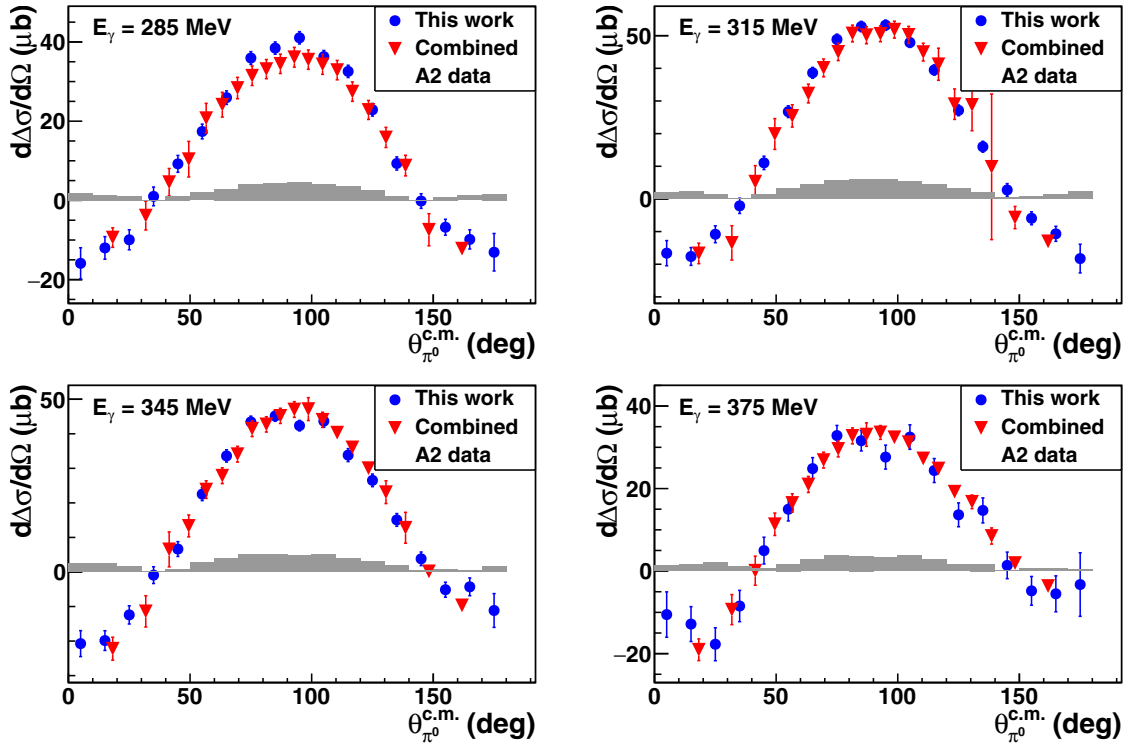 E_γ = 285 MeV
This work
Combined
A2 data
dΔσ/dΩ (μb)
40
20
0
−20
0 50 100 150
θ_π⁰^c.m. (deg)
E_γ = 315 MeV
This work
Combined
A2 data
dΔσ/dΩ (μb)
50
0
0 50 100 150
θ_π⁰^c.m. (deg)
E_γ = 345 MeV
This work
Combined
A2 data
dΔσ/dΩ (μb)
50
0
0 50 100 150
θ_π⁰^c.m. (deg)
E_γ = 375 MeV
This work
Combined
A2 data
dΔσ/dΩ (μb)
40
20
0
−20
0 50 100 150
θ_π⁰^c.m. (deg)